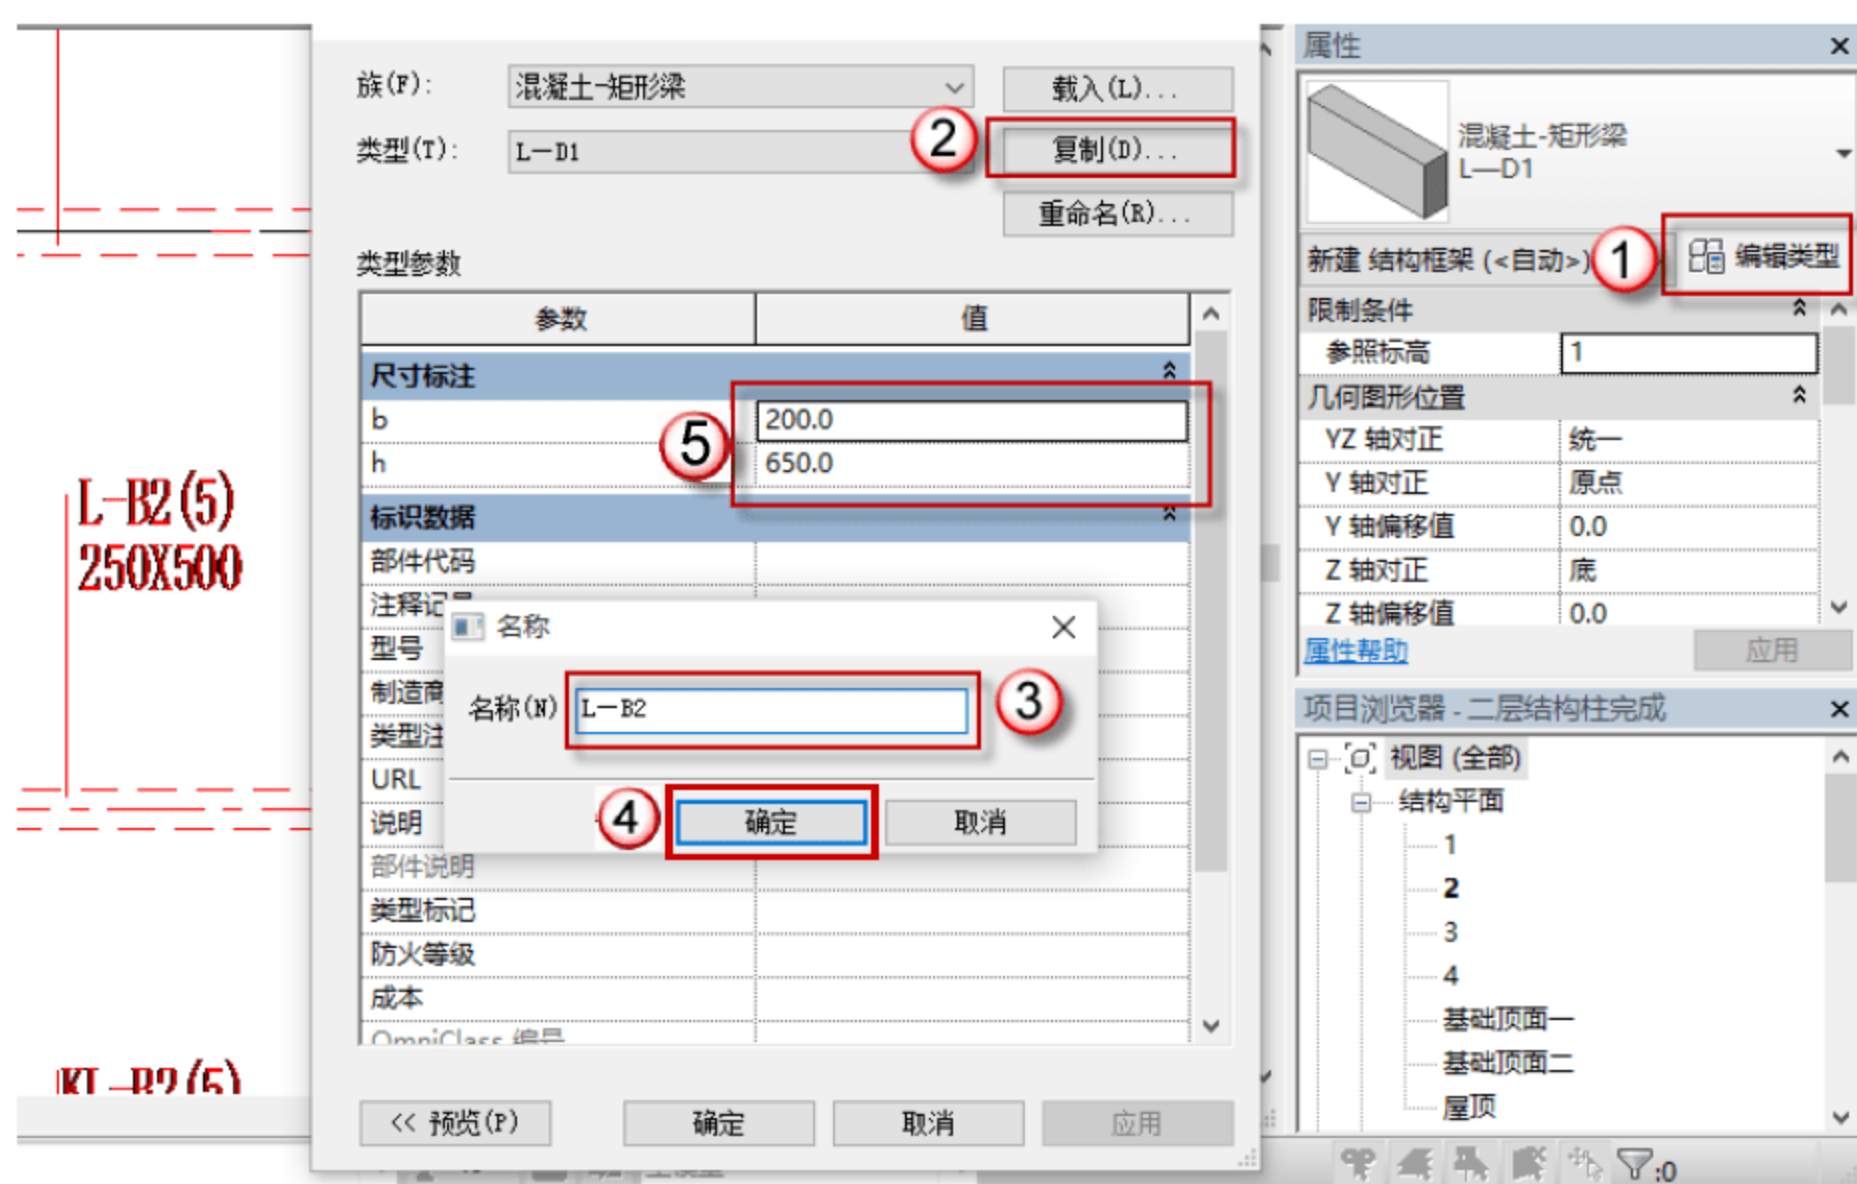 L-B2(5)
250X500
KL-B2(5)
族(F):
混凝土-矩形梁
载入(L)...
类型(T):
L—D1
②
复制(D)...
重命名(R)...
类型参数
参数
值
尺寸标注
b
200.0
⑤
h
650.0
标识数据
部件代码
注释记
型号
制造商
类型注
URL
说明
部件说明
类型标记
防火等级
成本
OmniClass 编号
名称
名称(N)
L—B2
③
④
确定
取消
<< 预览(P)
确定
取消
应用
属性
混凝土-矩形梁
L—D1
新建 结构框架 (<自动>)
①
编辑类型
限制条件
参照标高
1
几何图形位置
YZ 轴对正
统一
Y 轴对正
原点
Y 轴偏移值
0.0
Z 轴对正
底
Z 轴偏移值
0.0
属性帮助
应用
项目浏览器 - 二层结构柱完成
视图 (全部)
结构平面
1
2
3
4
基础顶面一
基础顶面二
屋顶
:0